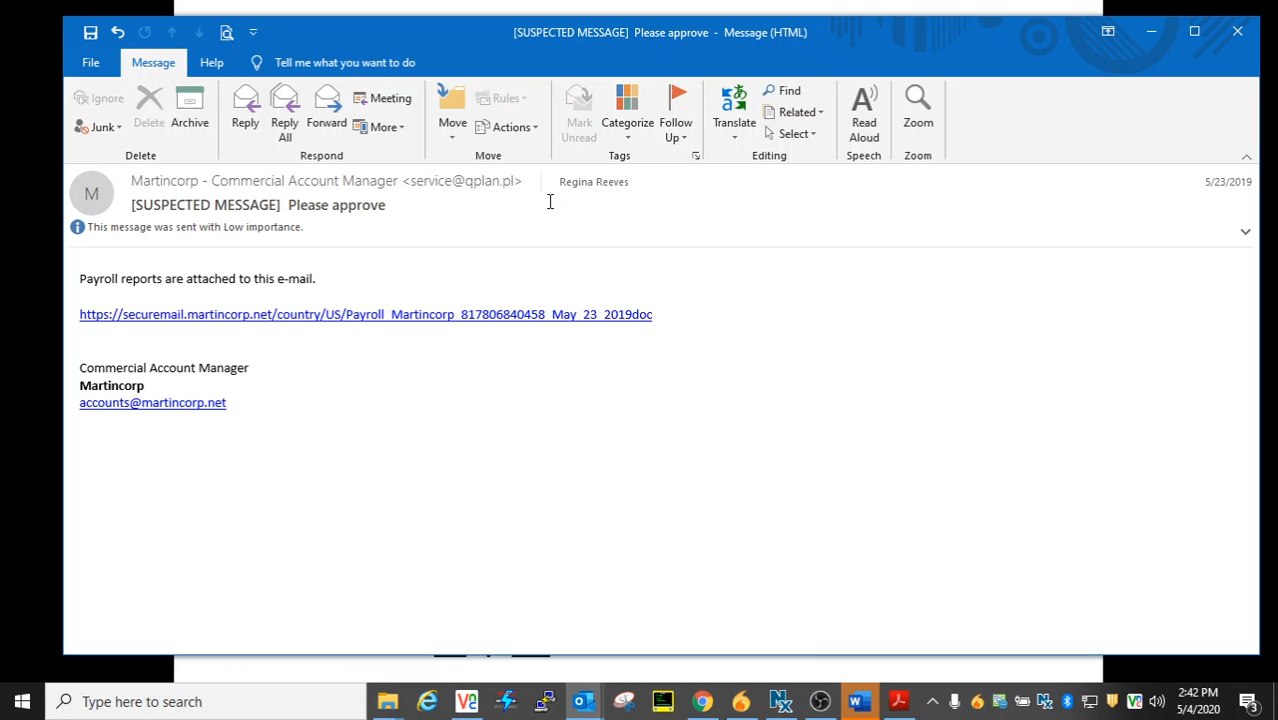 [SUSPECTED MESSAGE] Please approve - Message (HTML)
File Message Help Tell me what you want to do
Ignore
Junk
Delete
Archive
Delete
Reply
Reply All
Forward
Meeting
More
Respond
Move
Rules
Actions
Move
Mark Unread
Categorize
Follow Up
Tags
Translate
Find
Related
Select
Editing
Read Aloud
Speech
Zoom
Zoom
M
Martincorp - Commercial Account Manager <service@qplan.pl> Regina Reeves 5/23/2019
[SUSPECTED MESSAGE] Please approve
This message was sent with Low importance.
Payroll reports are attached to this e-mail.
https://securemail.martincorp.net/country/US/Payroll_Martincorp_817806840458_May_23_2019doc
Commercial Account Manager
Martincorp
accounts@martincorp.net
Type here to search
2:42 PM
5/4/2020
3